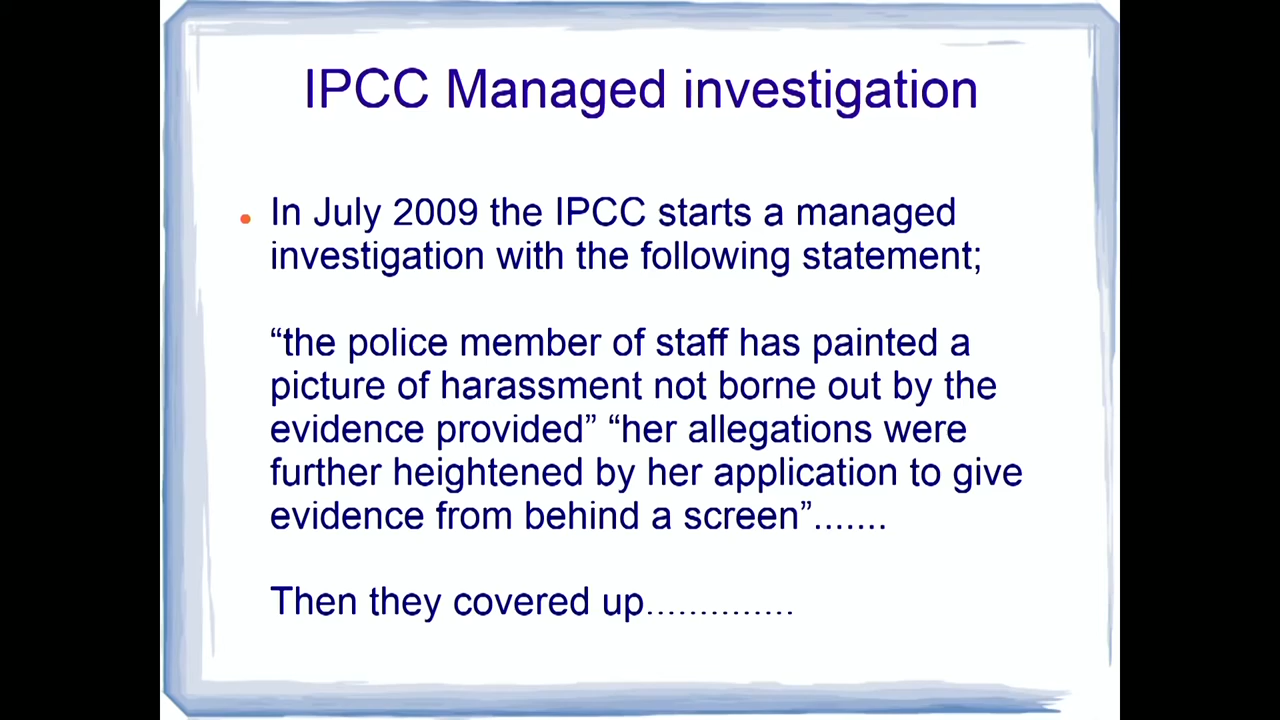 IPCC Managed investigation
In July 2009 the IPCC starts a managed
investigation with the following statement;
“the police member of staff has painted a
picture of harassment not borne out by the
evidence provided” “her allegations were
further heightened by her application to give
evidence from behind a screen”.......
Then they covered up..............